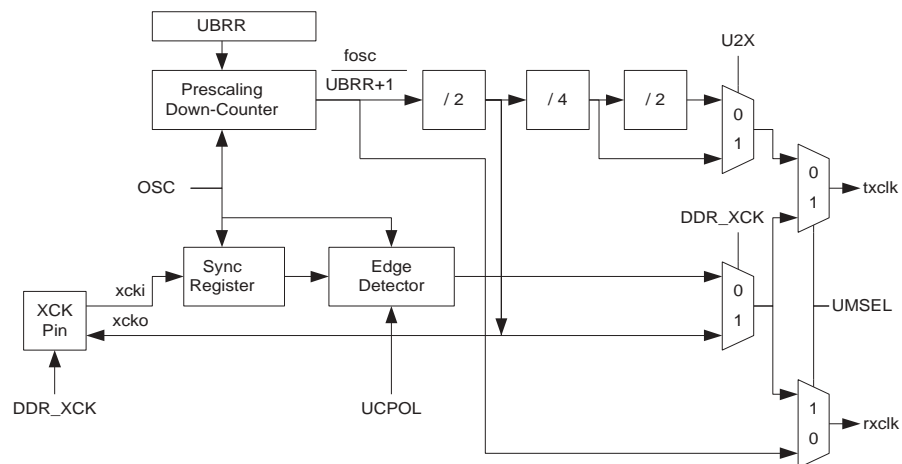 UBRR
fosc
U2X
Prescaling
Down-Counter
UBRR+1
/ 2
/ 4
/ 2
0
1
OSC
0
1
txclk
DDR_XCK
Sync
Register
Edge
Detector
xcki
0
1
UMSEL
XCK
Pin
xcko
DDR_XCK
UCPOL
1
0
rxclk